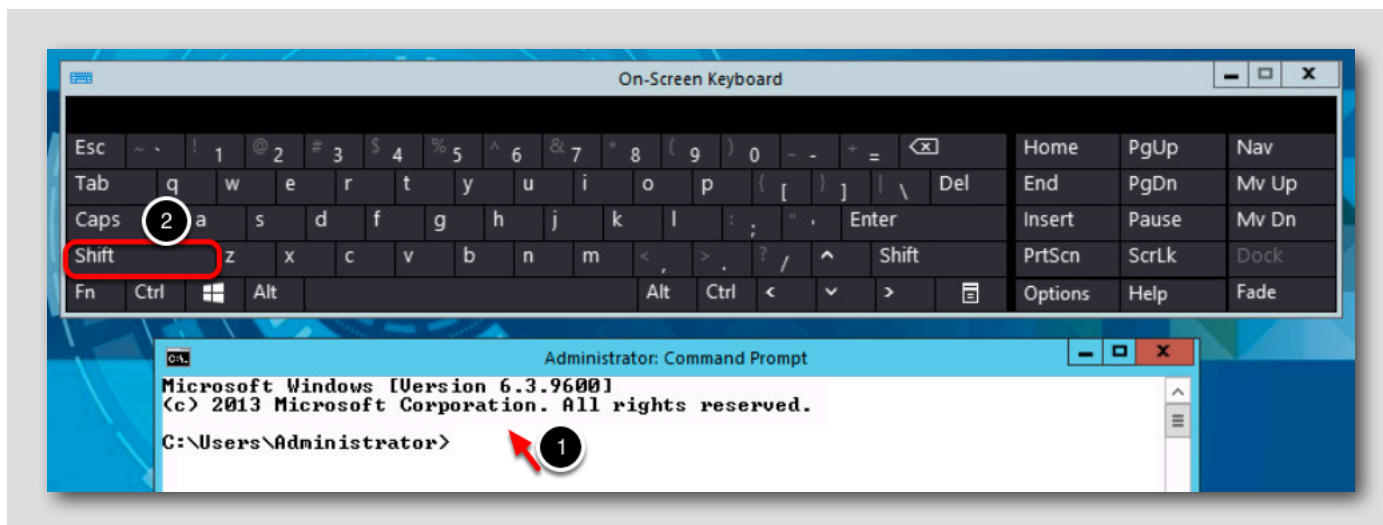 On-Screen Keyboard
Esc ~ ` ! 1 @ 2 # 3 $ 4 % 5 ^ 6 & 7 * 8 ( 9 ) 0 _ - + = Home PgUp Nav
Tab q w e r t y u i o p { [ } ] | \ Del End PgDn Mv Up
Caps 2 a s d f g h j k l : ; " ' Enter Insert Pause Mv Dn
Shift z x c v b n m < , > . ? / ^ Shift PrtScn ScrLk Dock
Fn Ctrl Alt Alt Ctrl < v > Options Help Fade
C:\. Administrator: Command Prompt
Microsoft Windows [Version 6.3.9600]
(c) 2013 Microsoft Corporation. All rights reserved.
C:\Users\Administrator>
1